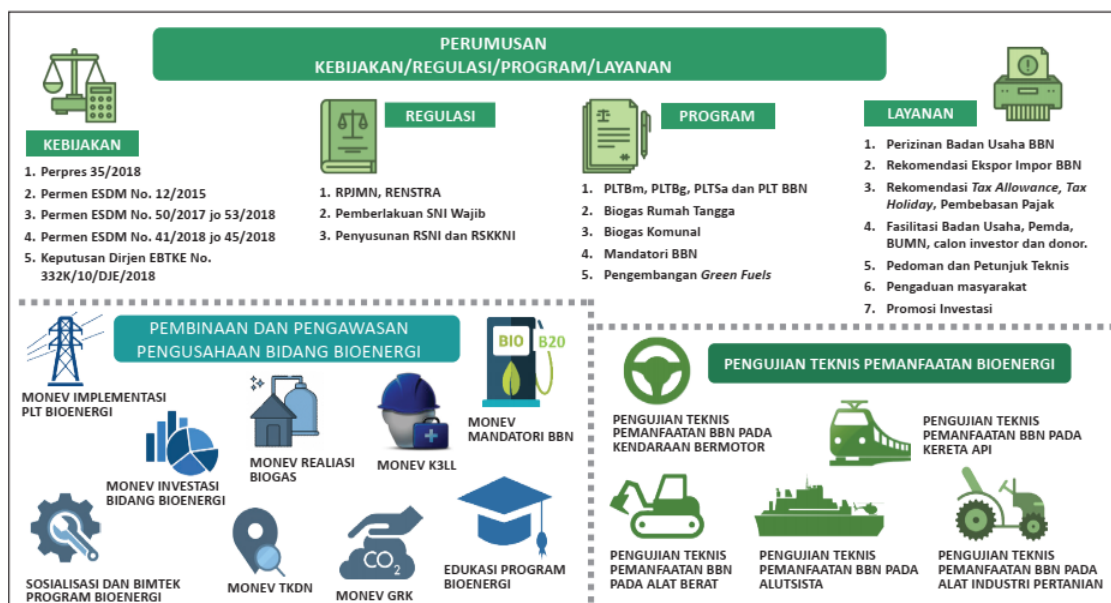 PERUMUSAN
KEBIJAKAN/REGULASI/PROGRAM/LAYANAN
KEBIJAKAN
1. Perpres 35/2018
2. Permen ESDM No. 12/2015
3. Permen ESDM No. 50/2017 jo 53/2018
4. Permen ESDM No. 41/2018 jo 45/2018
5. Keputusan Dirjen EBTKE No.
332K/10/DJE/2018
REGULASI
1. RPJMN, RENSTRA
2. Pemberlakuan SNI Wajib
3. Penyusunan RSNI dan RSKKNI
PROGRAM
1. PLTBm, PLTBg, PLTSa dan PLT BBN
2. Biogas Rumah Tangga
3. Biogas Komunal
4. Mandatori BBN
5. Pengembangan Green Fuels
LAYANAN
1. Perizinan Badan Usaha BBN
2. Rekomendasi Ekspor Impor BBN
3. Rekomendasi Tax Allowance, Tax
Holiday, Pembebasan Pajak
4. Fasilitasi Badan Usaha, Pemda,
BUMN, calon investor dan donor.
5. Pedoman dan Petunjuk Teknis
6. Pengaduan masyarakat
7. Promosi Investasi
PEMBINAAN DAN PENGAWASAN
PENGUSAHAAN BIDANG BIOENERGI
MONEV IMPLEMENTASI
PLT BIOENERGI
MONEV INVESTASI
BIDANG BIOENERGI
MONEV REALIASI
BIOGAS
MONEV K3LL
BIO
B20
MONEV
MANDATORI BBN
SOSIALISASI DAN BIMTEK
PROGRAM BIOENERGI
MONEV TKDN
CO2
MONEV GRK
EDUKASI PROGRAM
BIOENERGI
PENGUJIAN TEKNIS PEMANFAATAN BIOENERGI
PENGUJIAN TEKNIS
PEMANFAATAN BBN PADA
KENDARAAN BERMOTOR
PENGUJIAN TEKNIS
PEMANFAATAN BBN PADA
KERETA API
PENGUJIAN TEKNIS
PEMANFAATAN BBN
PADA ALAT BERAT
PENGUJIAN TEKNIS
PEMANFAATAN BBN PADA
ALUTSISTA
PENGUJIAN TEKNIS
PEMANFAATAN BBN PADA
ALAT INDUSTRI PERTANIAN